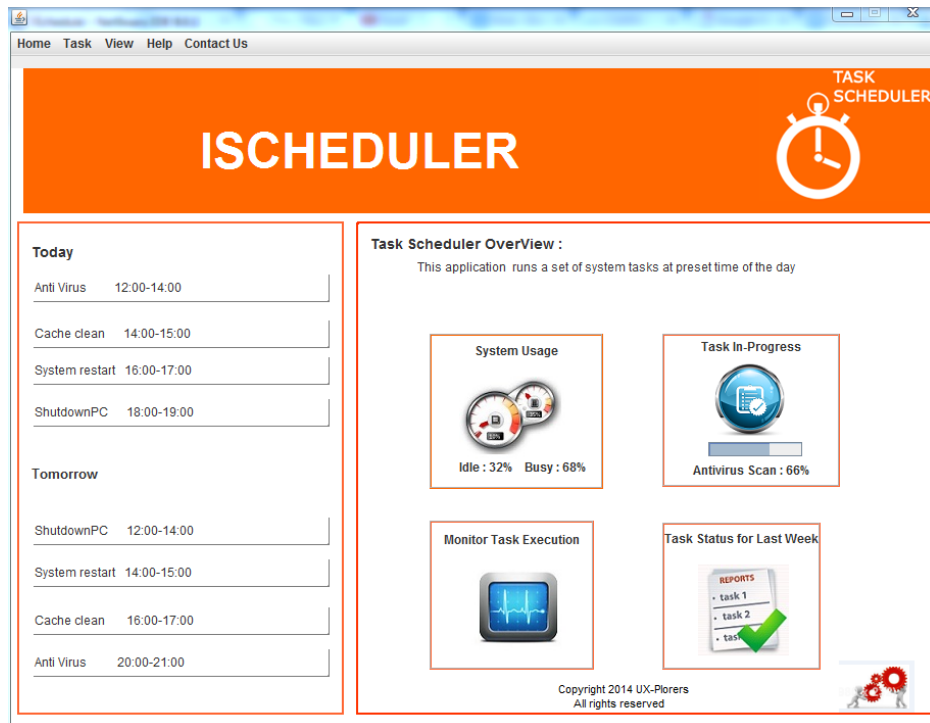 Home Task View Help Contact Us
TASK
SCHEDULER
ISCHEDULER
Today
Anti Virus 12:00-14:00
Cache clean 14:00-15:00
System restart 16:00-17:00
ShutdownPC 18:00-19:00
Tomorrow
ShutdownPC 12:00-14:00
System restart 14:00-15:00
Cache clean 16:00-17:00
Anti Virus 20:00-21:00
Task Scheduler OverView :
This application runs a set of system tasks at preset time of the day
System Usage
Idle : 32% Busy : 68%
Task In-Progress
Antivirus Scan : 66%
Monitor Task Execution
Task Status for Last Week
REPORTS
• task 1
• task 2
Copyright 2014 UX-Plorers
All rights reserved